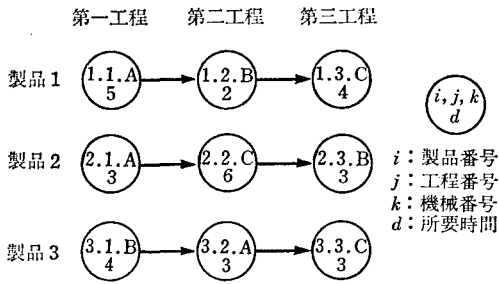 第一工程 第二工程 第三工程
製品1 1.1.A 1.2.B 1.3.C
5 2 4
i, j, k
d
製品2 2.1.A 2.2.C 2.3.B
3 6 3
i：製品番号
j：工程番号
k：機械番号
d：所要時間
製品3 3.1.B 3.2.A 3.3.C
4 3 3